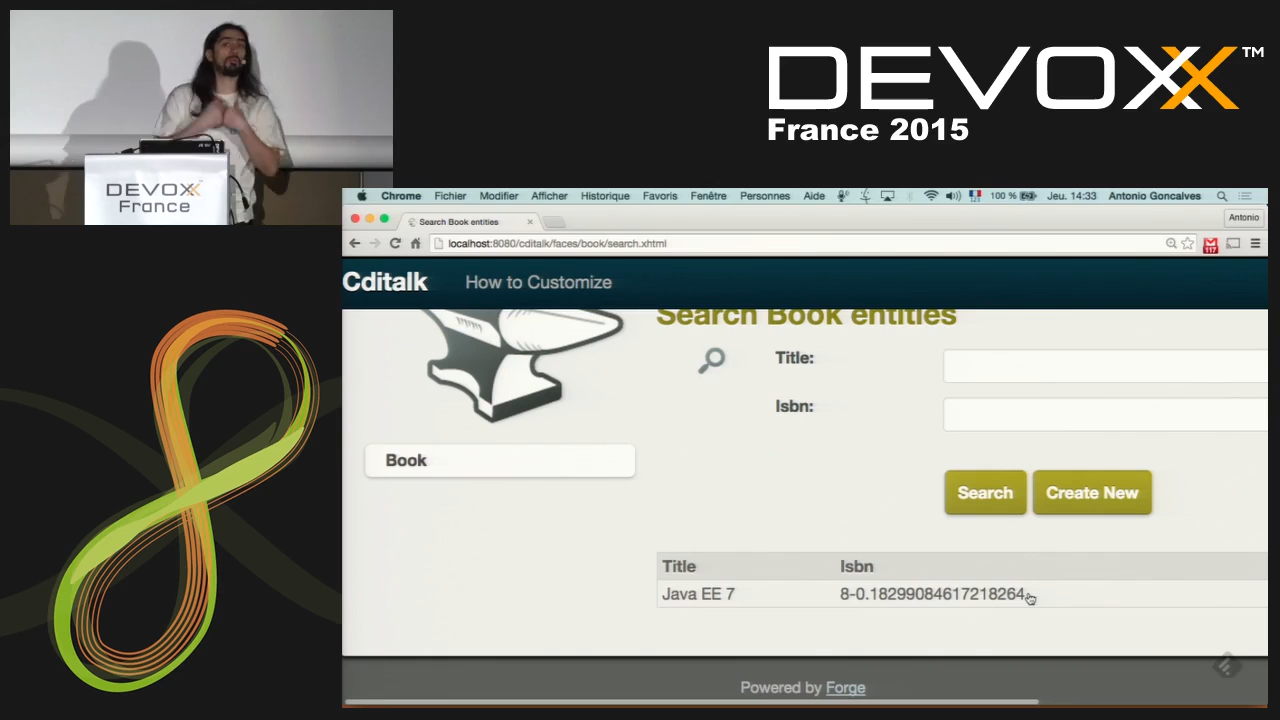 DEVOXX™
France 2015
DEVOXX
France
Chrome Fichier Modifier Afficher Historique Favoris Fenêtre Personnes Aide 100 % Jeu. 14:33 Antonio Goncalves
Search Book entities Antonio
localhost:8080/cditalk/faces/book/search.xhtml 117
Cditalk How to Customize
Search Book entities
Title:
Isbn:
Book
Search Create New
Title Isbn
Java EE 7 8-0.18299084617218264
Powered by Forge